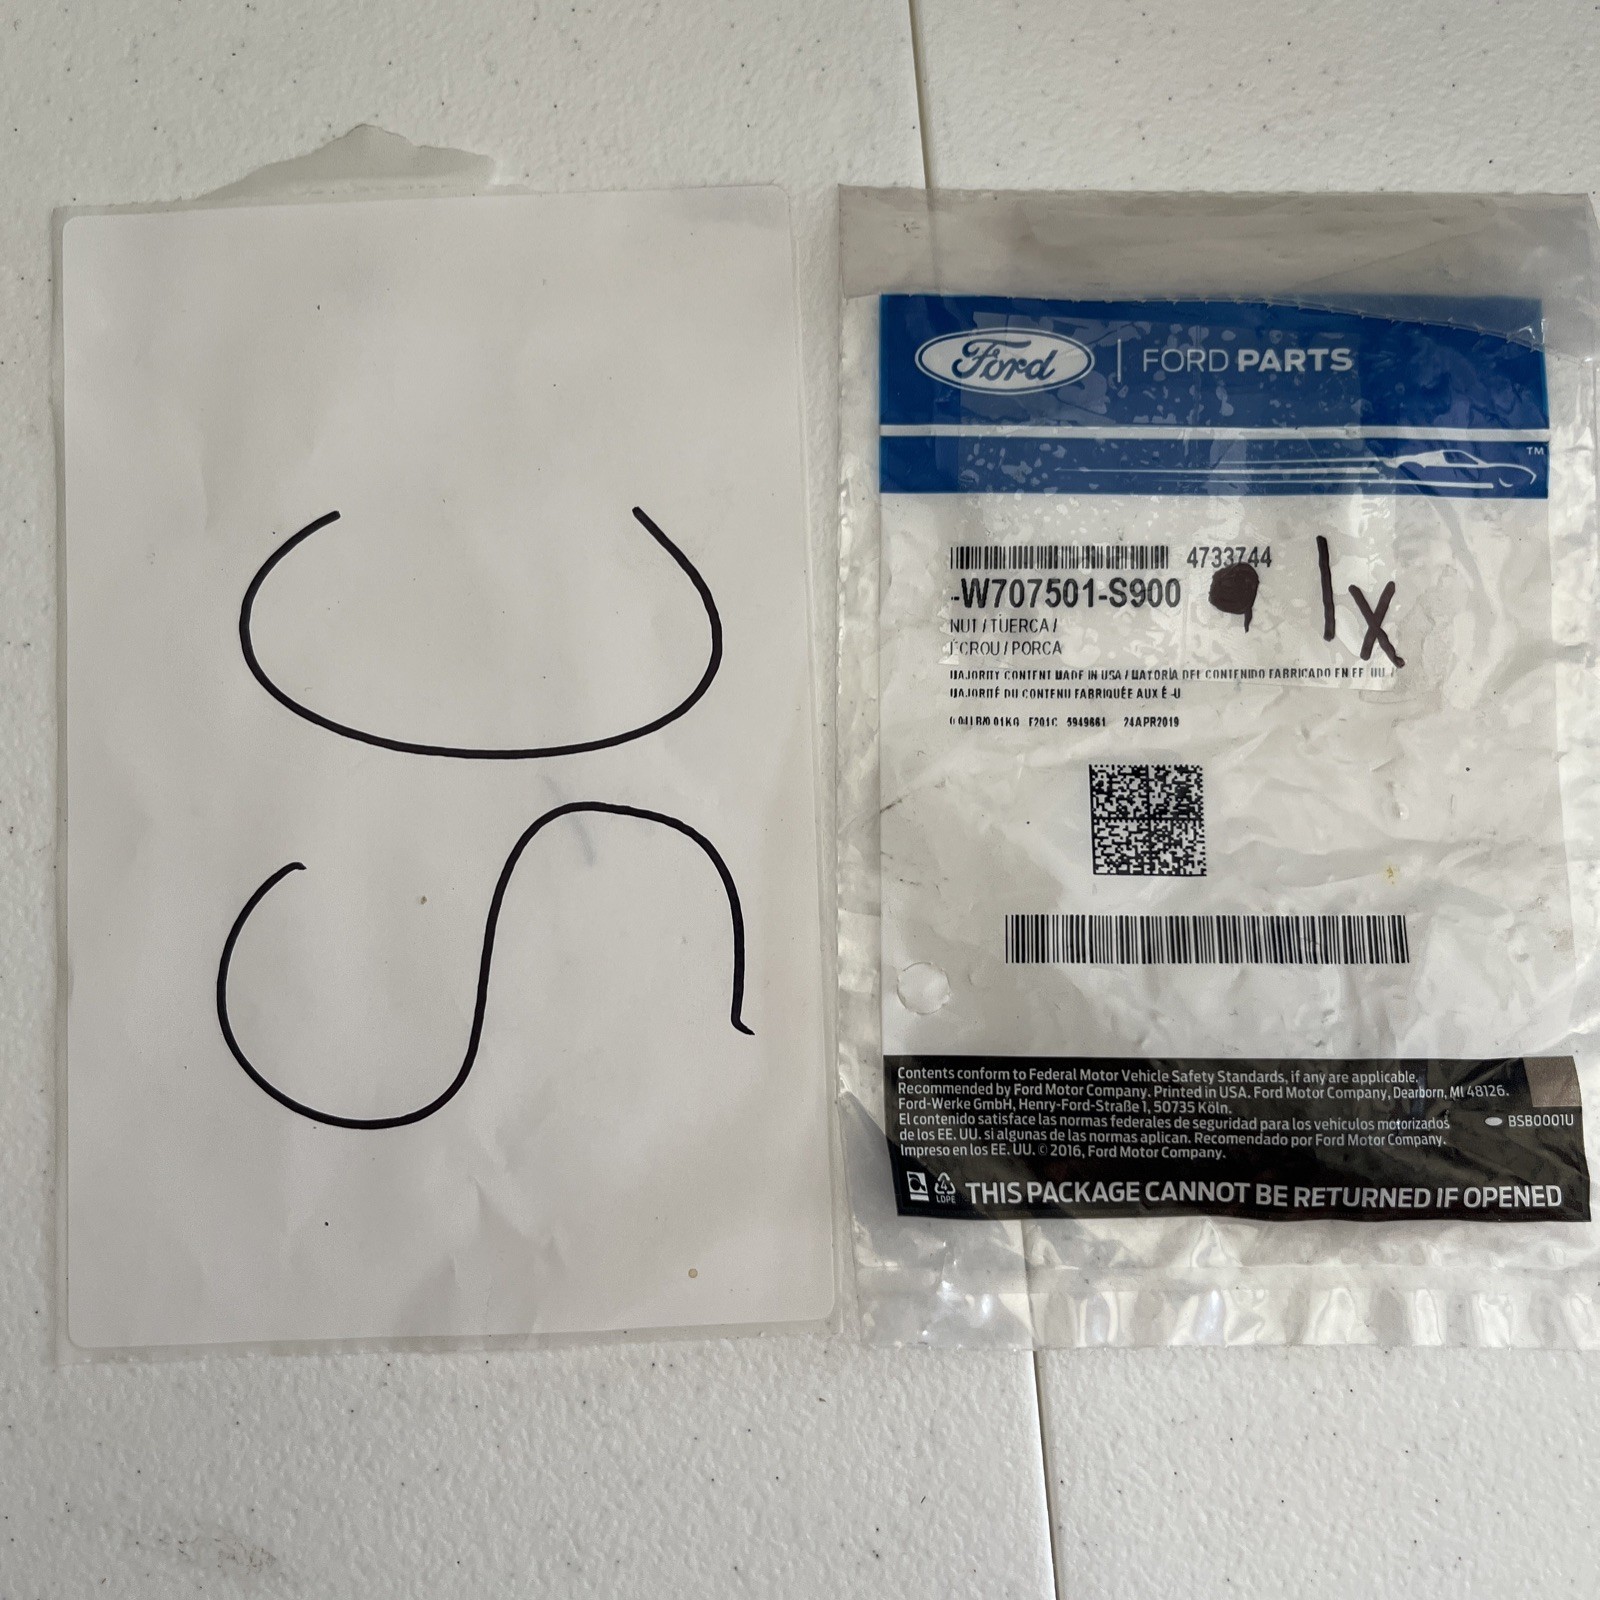 SC
Ford | FORD PARTS
TM
4733744
-W707501-S900
1x
NUT / TUERCA /
ÉCROU / PORCA
MAJORITY CONTENT MADE IN USA / MAYORÍA DEL CONTENIDO FABRICADO EN EE UU /
MAJORITÉ DU CONTENU FABRIQUÉE AUX É-U
01KG F201C 5949661 24APR2019
Contents conform to Federal Motor Vehicle Safety Standards, if any are applicable.
Recommended by Ford Motor Company. Printed in USA. Ford Motor Company, Dearborn, MI 48126.
Ford-Werke GmbH, Henry-Ford-Straße 1, 50735 Köln.
El contenido satisface las normas federales de seguridad para los vehículos motorizados
de los EE. UU. si algunas de las normas aplican. Recomendado por Ford Motor Company.
Impreso en los EE. UU. © 2016, Ford Motor Company.
BSB0001U
4
LDPE
THIS PACKAGE CANNOT BE RETURNED IF OPENED